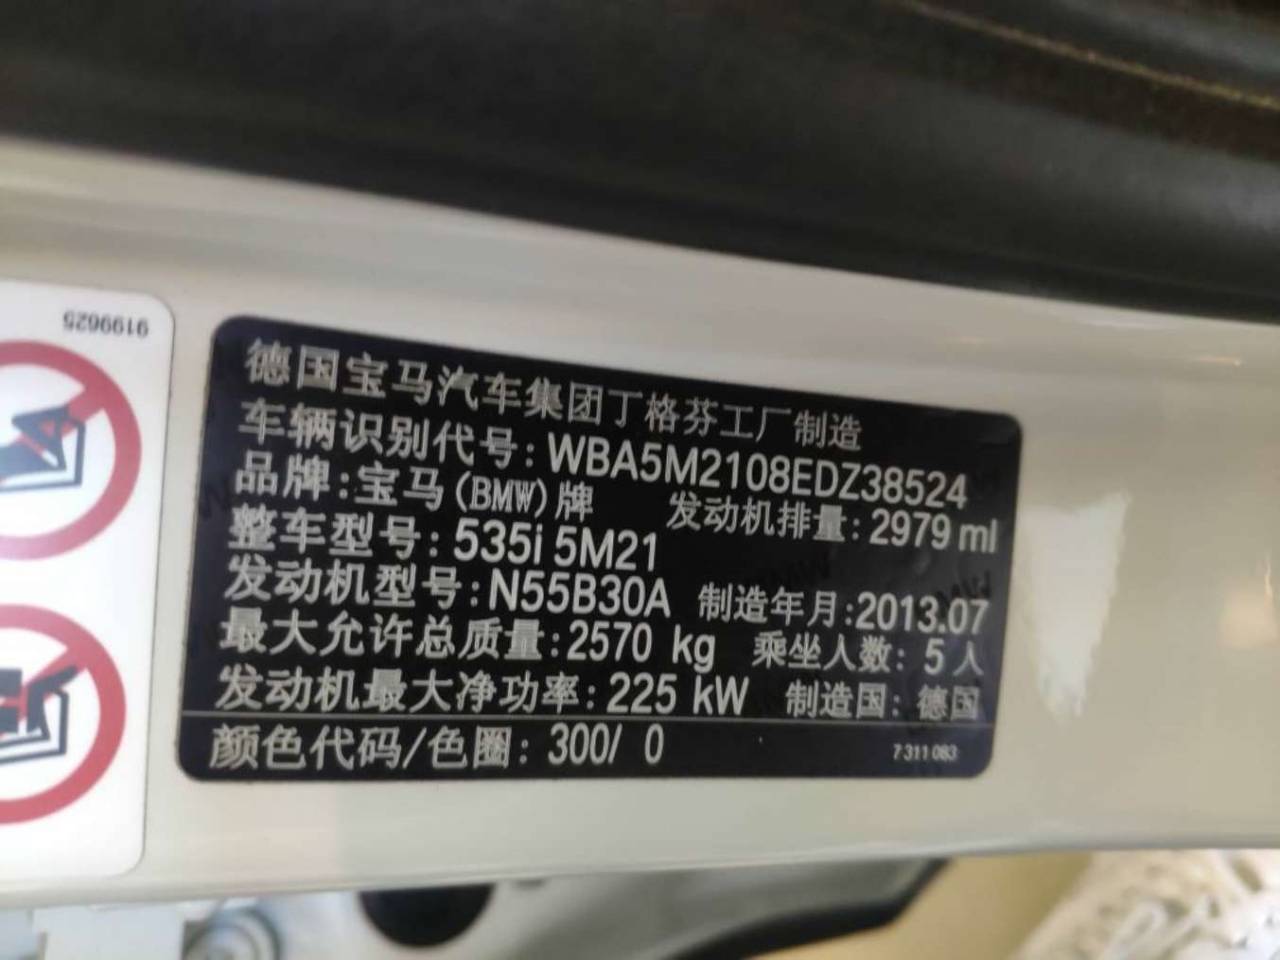 9199625
德国宝马汽车集团丁格芬工厂制造
车辆识别代号:WBA5M2108EDZ38524
品牌:宝马(BMW)牌 发动机排量:2979 ml
整车型号:535i 5M21
发动机型号:N55B30A 制造年月:2013.07
最大允许总质量:2570 kg 乘坐人数:5人
发动机最大净功率:225 kW 制造国:德国
颜色代码/色圈:300/ 0 7 311 083